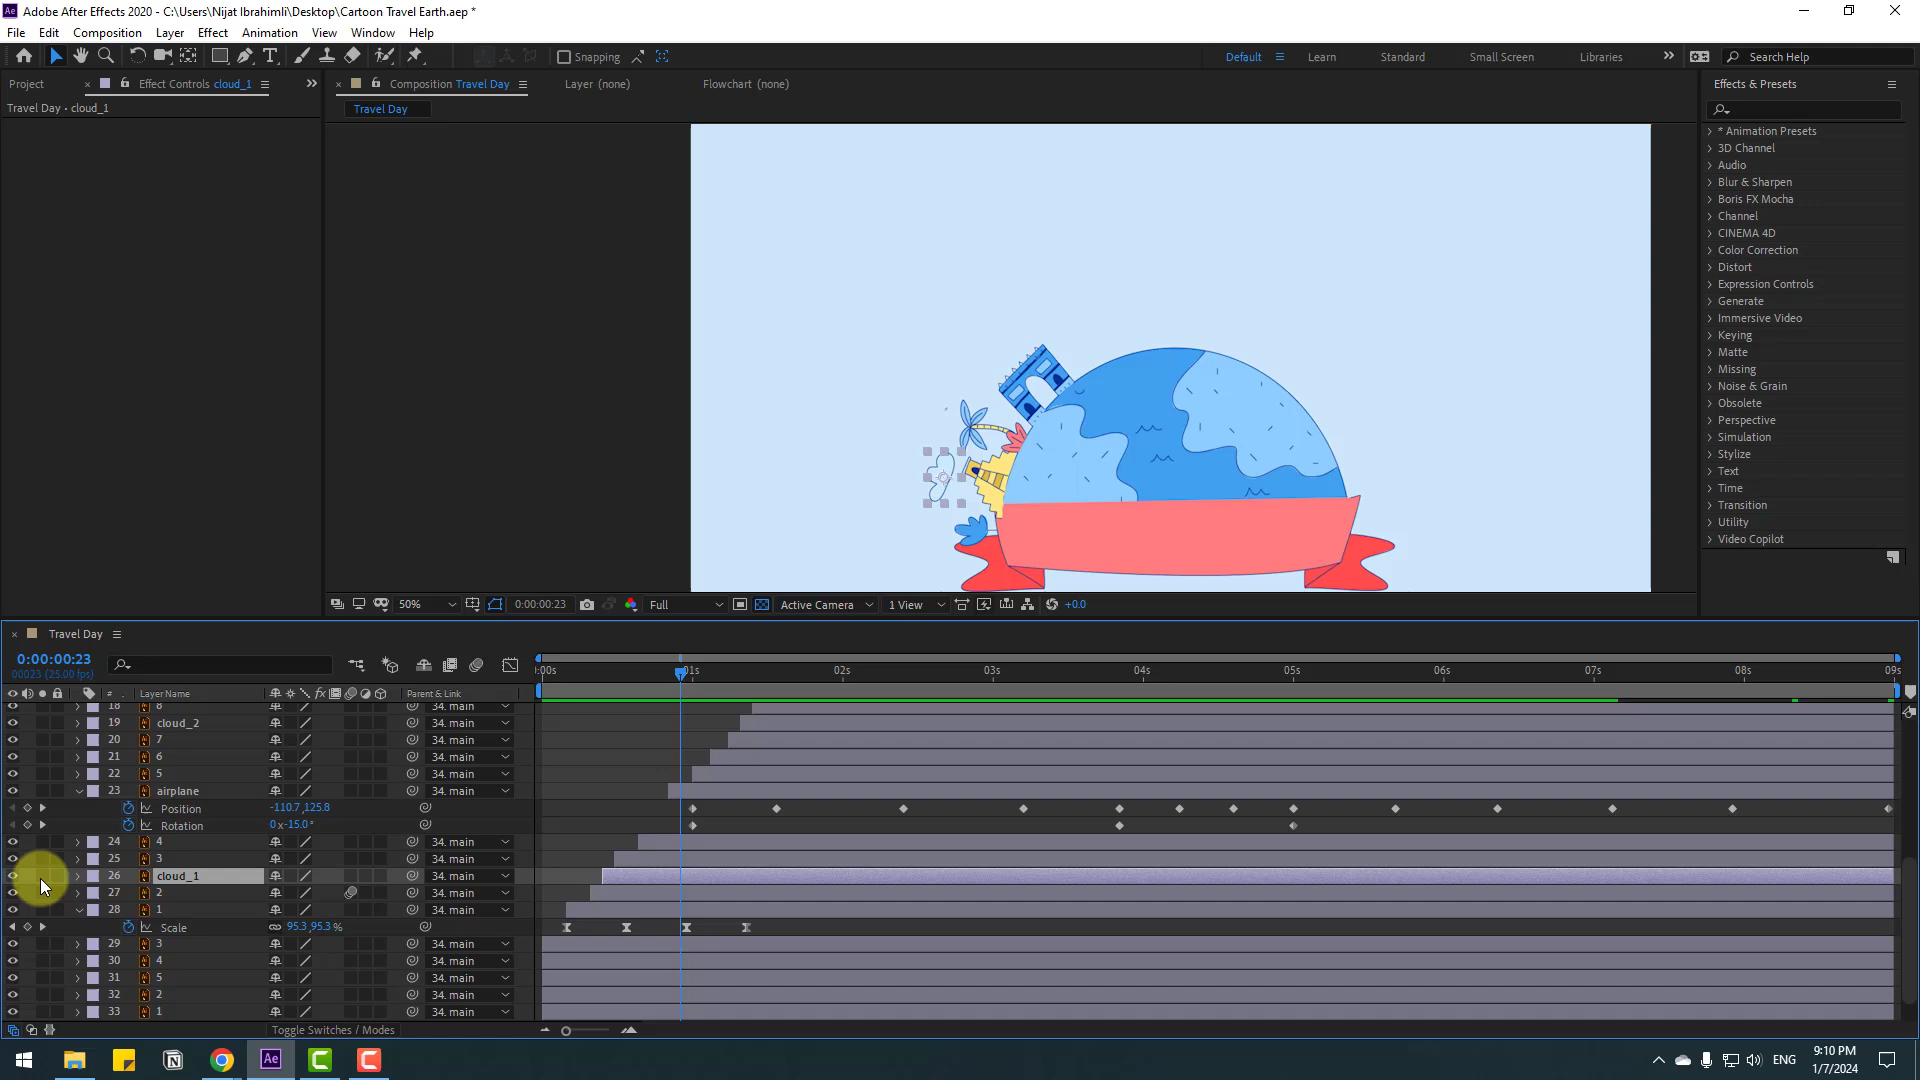 Adobe After Effects 2020 - C:\Users\Nijat Ibrahimli\Desktop\Cartoon Travel Earth.aep *
File Edit Composition Layer Effect Animation View Window Help
Snapping Default Learn Standard Small Screen Libraries Search Help
Project Effect Controls cloud_1 Composition Travel Day Layer (none) Flowchart (none) Effects & Presets
Travel Day • cloud_1
Travel Day
* Animation Presets
3D Channel
Audio
Blur & Sharpen
Boris FX Mocha
Channel
CINEMA 4D
Color Correction
Distort
Expression Controls
Generate
Immersive Video
Keying
Matte
Missing
Noise & Grain
Obsolete
Perspective
Simulation
Stylize
Text
Time
Transition
Utility
Video Copilot
50% 0:00:00:23 Full Active Camera 1 View +0.0
Travel Day
0:00:00:23
00023 (25.00 fps)
:00s 01s 02s 03s 04s 05s 06s 07s 08s 09s
# Layer Name fx Parent & Link
18 8 34. main
19 cloud_2 34. main
20 7 34. main
21 6 34. main
22 5 34. main
23 airplane 34. main
Position -110.7,125.8
Rotation 0x-15.0°
24 4 34. main
25 3 34. main
26 cloud_1 34. main
27 2 34. main
28 1 34. main
Scale 95.3,95.3%
29 3 34. main
30 4 34. main
31 5 34. main
32 2 34. main
33 1 34. main
Toggle Switches / Modes
Ae ENG 9:10 PM
1/7/2024